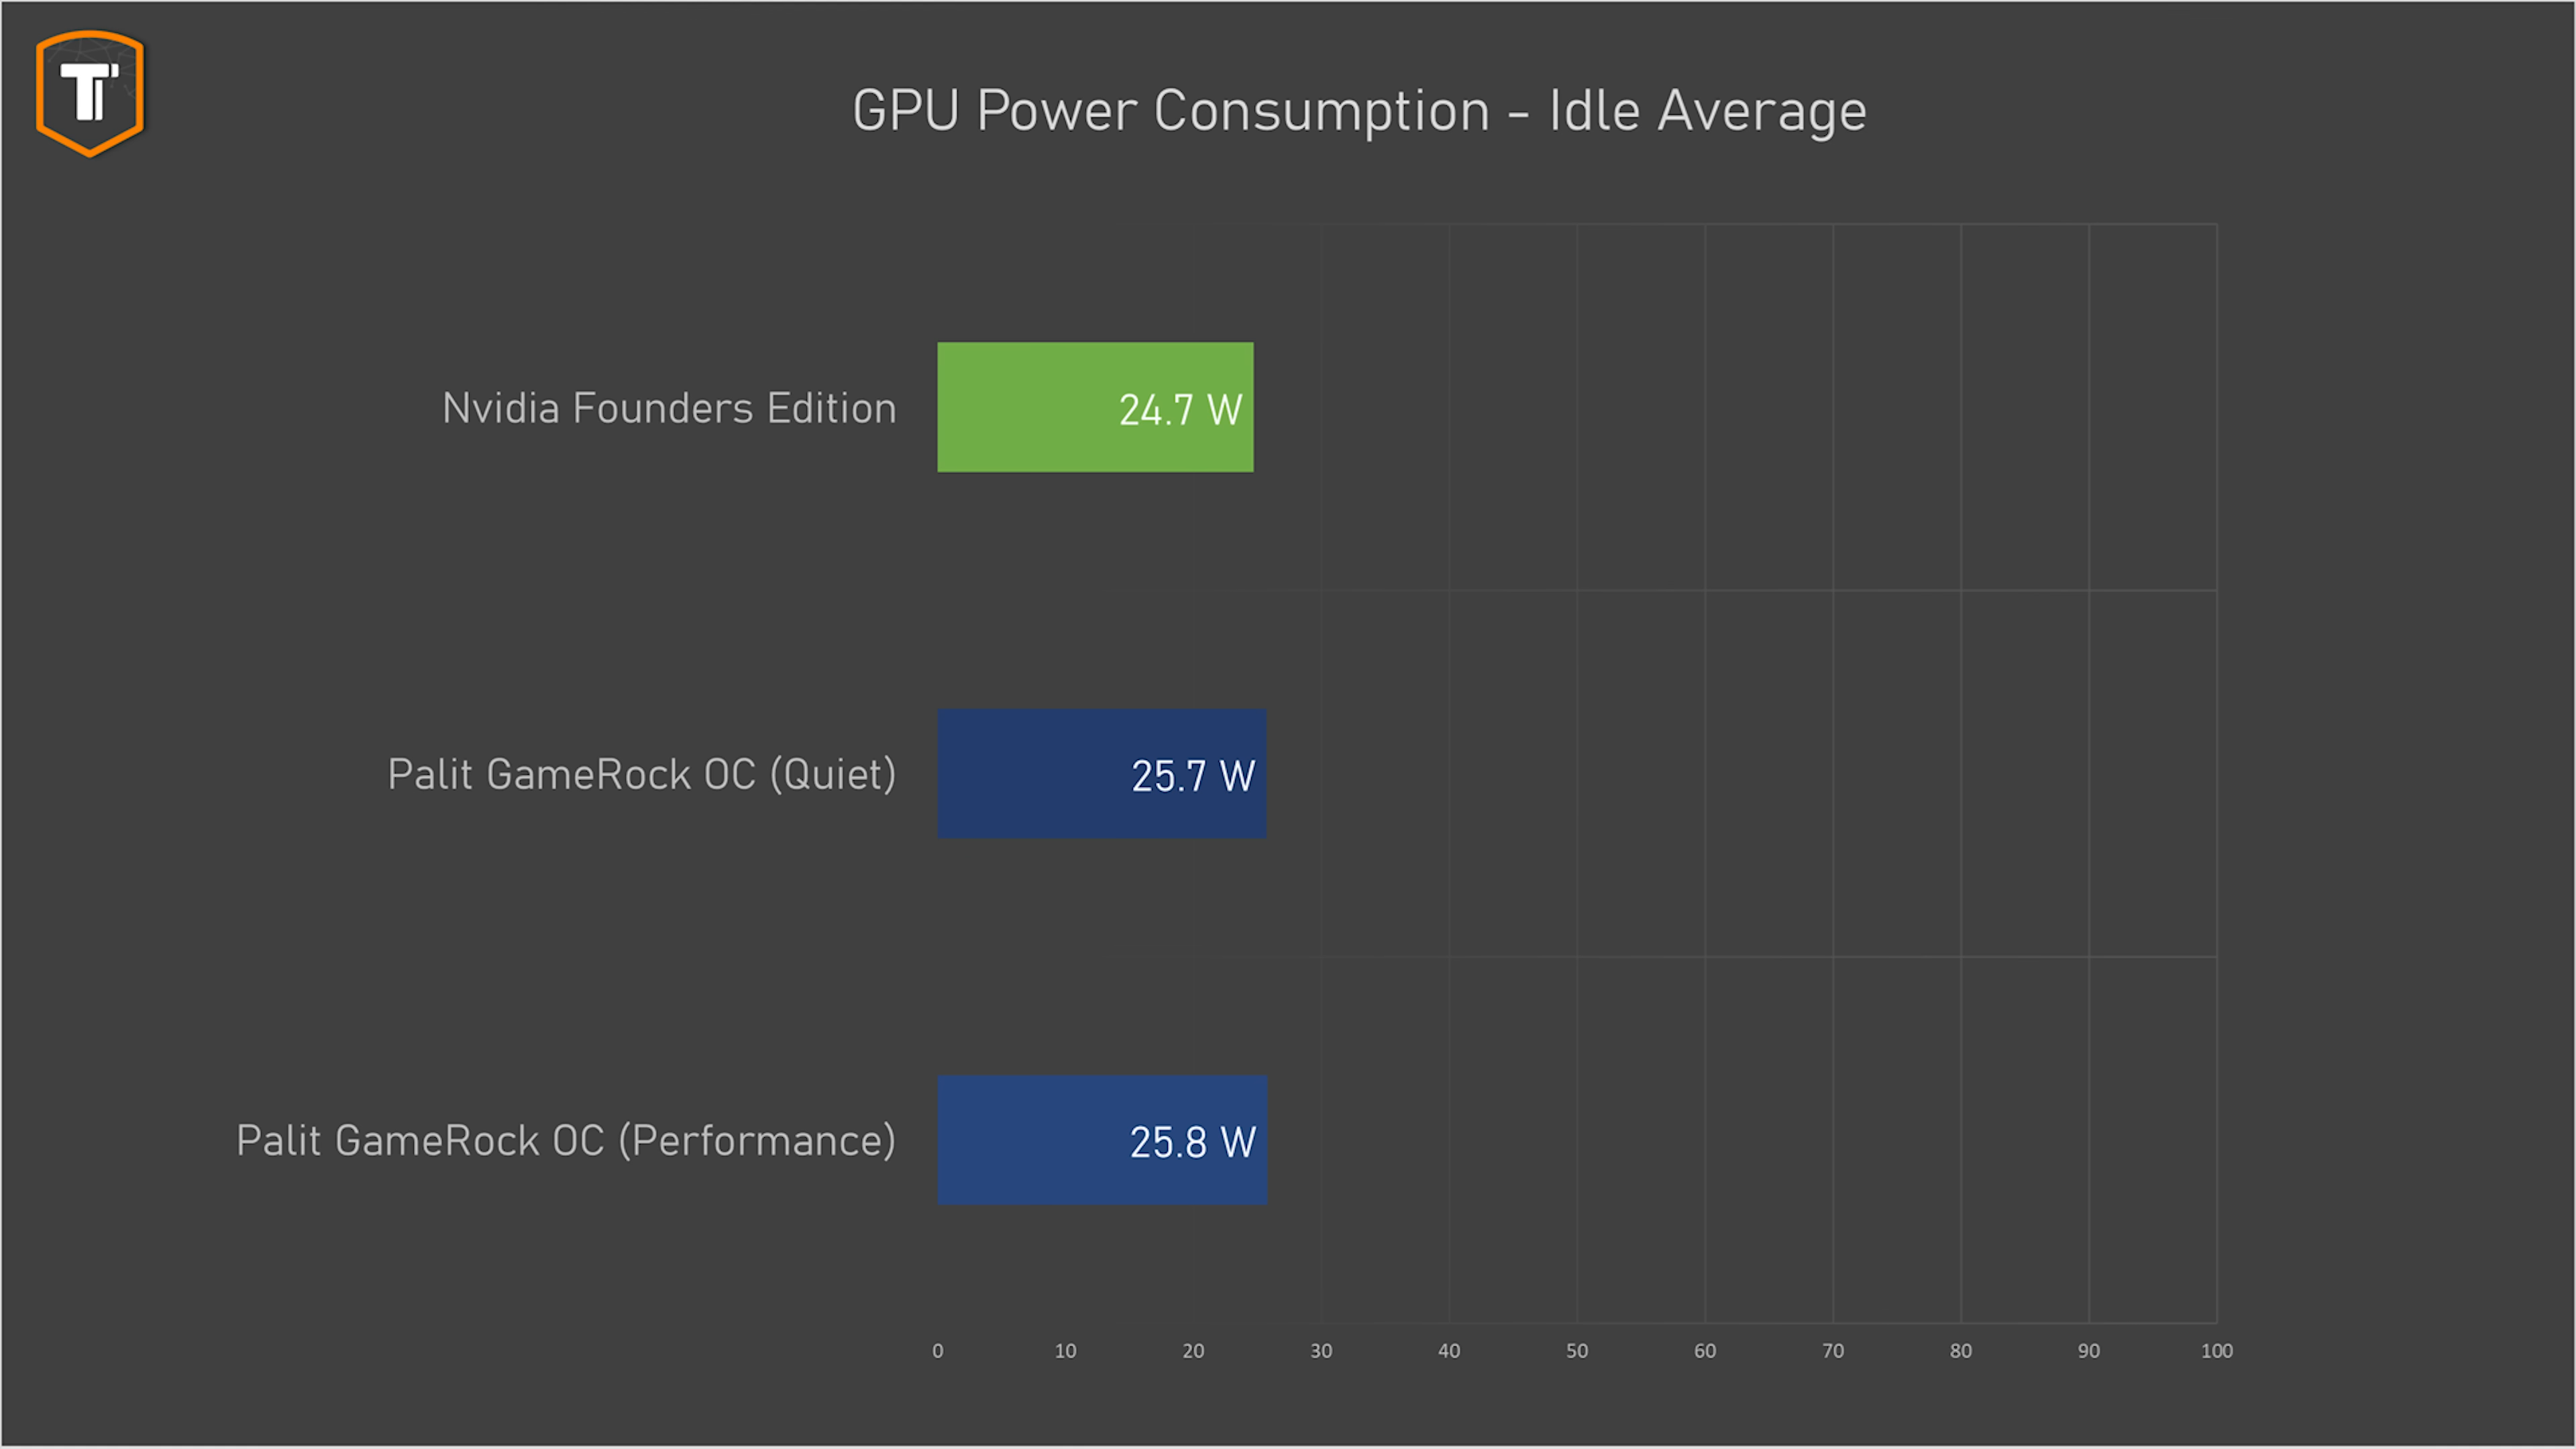 GPU Power Consumption - Idle Average
Nvidia Founders Edition
24.7 W
Palit GameRock OC (Quiet)
25.7 W
Palit GameRock OC (Performance)
25.8 W
0 10 20 30 40 50 60 70 80 90 100